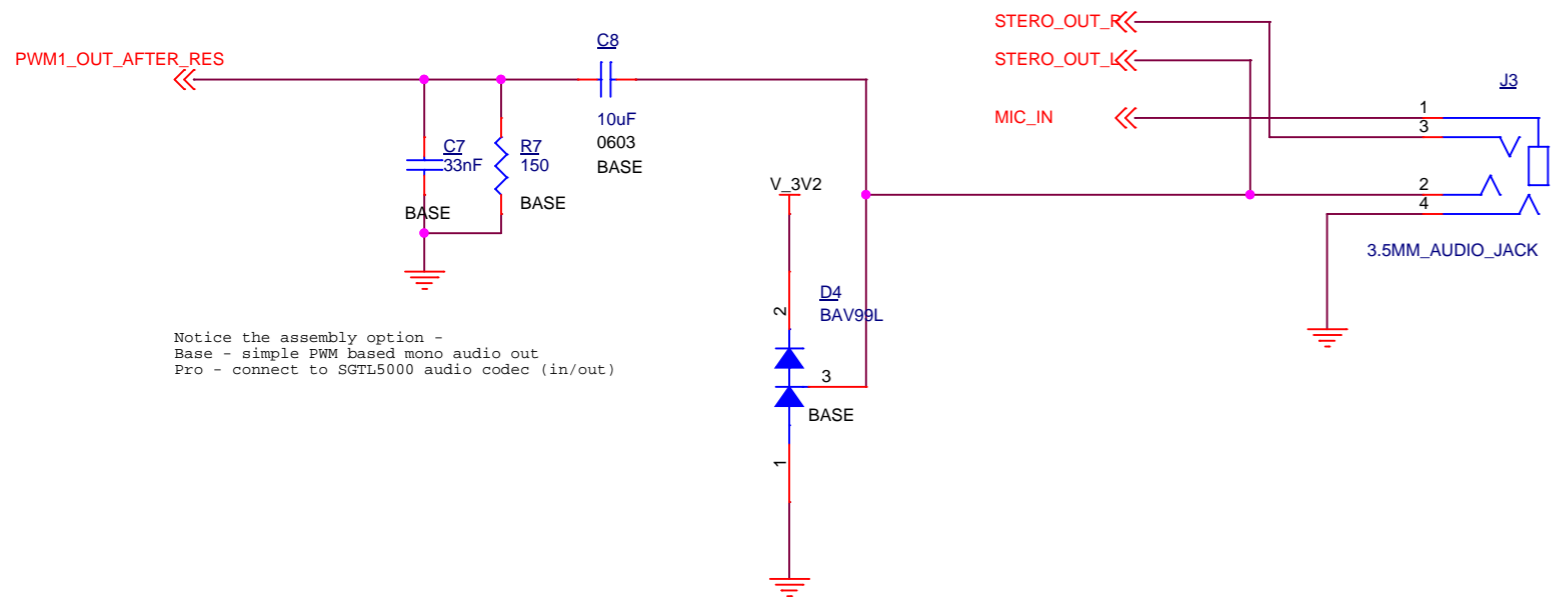 STERO_OUT_R
C8
PWM1_OUT_AFTER_RES
STERO_OUT_L
J3
1
MIC_IN
10uF
3
0603
C7
R7
33nF
150
BASE
V_3V2
2
BASE
BASE
4
3.5MM_AUDIO_JACK
D4
2
BAV99L
Notice the assembly option -
Base - simple PWM based mono audio out
Pro - connect to SGTL5000 audio codec (in/out)
3
BASE
1